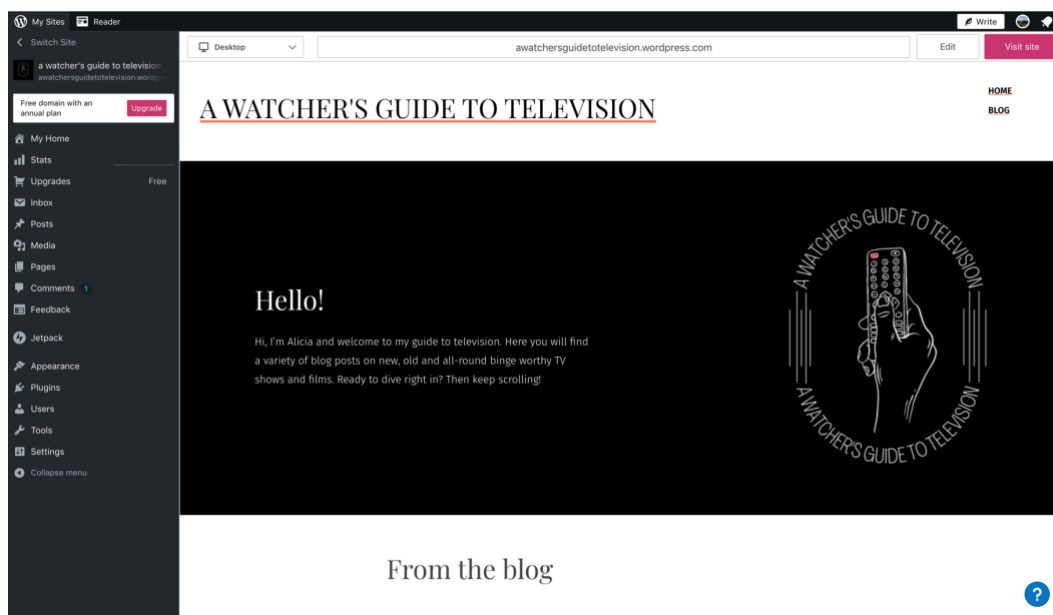 My Sites Reader Write
Switch Site
Desktop awatchersguidetotelevision.wordpress.com Edit Visit site
a watcher's guide to television
awatchersguidetotelevision.wordpre
Free domain with an
annual plan
Upgrade
My Home
Stats
Upgrades Free
Inbox
Posts
Media
Pages
Comments 1
Feedback
Jetpack
Appearance
Plugins
Users
Tools
Settings
Collapse menu
A WATCHER'S GUIDE TO TELEVISION
HOME
BLOG
Hello!
Hi, I'm Alicia and welcome to my guide to television. Here you will find
a variety of blog posts on new, old and all-round binge worthy TV
shows and films. Ready to dive right in? Then keep scrolling!
A WATCHER'S GUIDE TO TELEVISION
A WATCHER'S GUIDE TO TELEVISION
From the blog
?